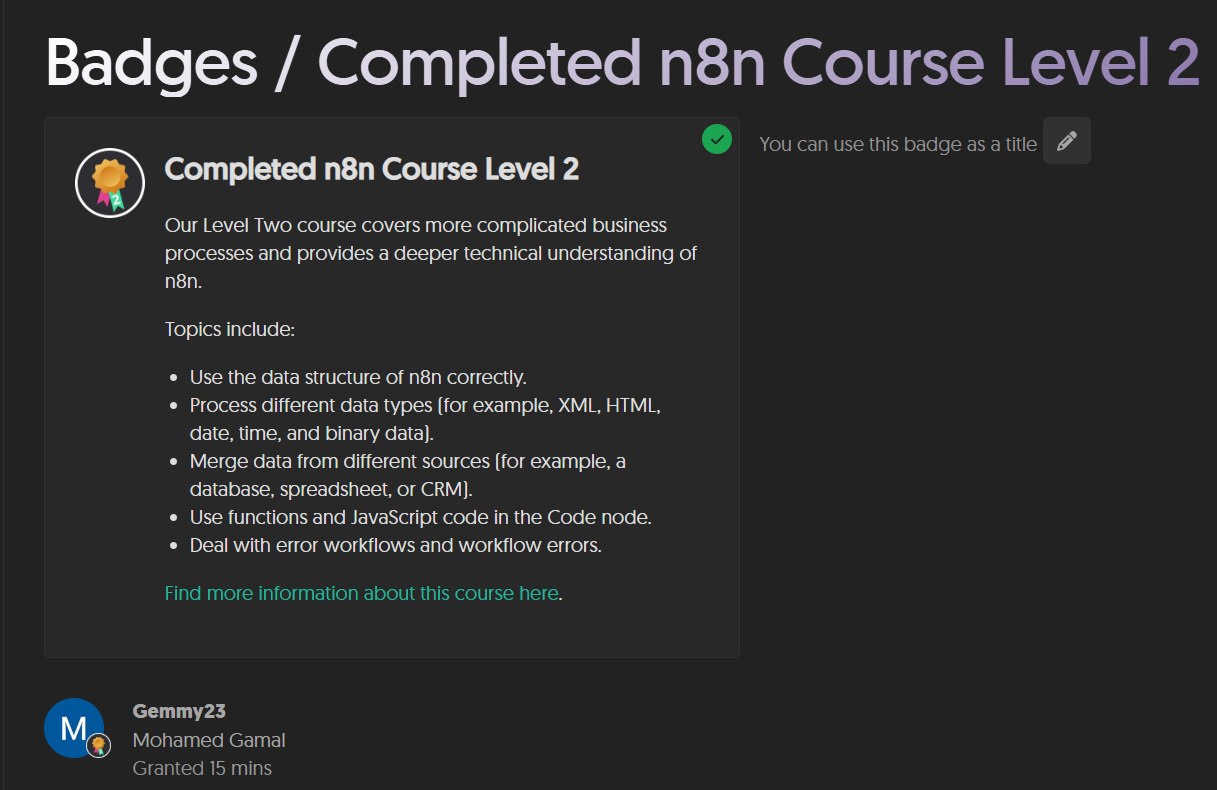 Badges / Completed n8n Course Level 2
Completed n8n Course Level 2
You can use this badge as a title
Our Level Two course covers more complicated business
processes and provides a deeper technical understanding of
n8n.
Topics include:
• Use the data structure of n8n correctly.
• Process different data types (for example, XML, HTML,
date, time, and binary data).
• Merge data from different sources (for example, a
database, spreadsheet, or CRM).
• Use functions and JavaScript code in the Code node.
• Deal with error workflows and workflow errors.
Find more information about this course here.
2
M
Gemmy23
Mohamed Gamal
Granted 15 mins